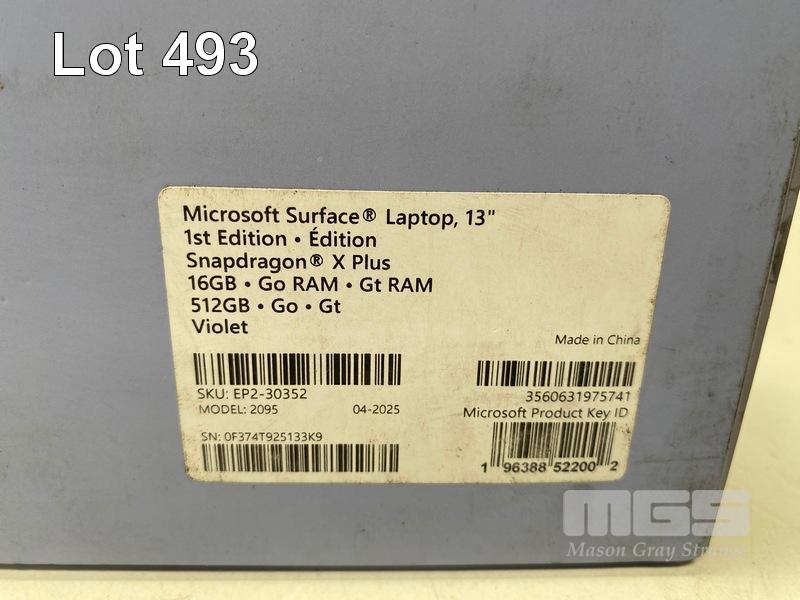 Lot 493
Microsoft Surface® Laptop, 13"
1st Edition • Édition
Snapdragon® X Plus
16GB • Go RAM • Gt RAM
512GB • Go • Gt
Violet
Made in China
SKU: EP2-30352
MODEL: 2095 04-2025
3560631975741
Microsoft Product Key ID
SN: 0F374T925133K9
1 96388 52200 2
MGS
Mason Gray Strange